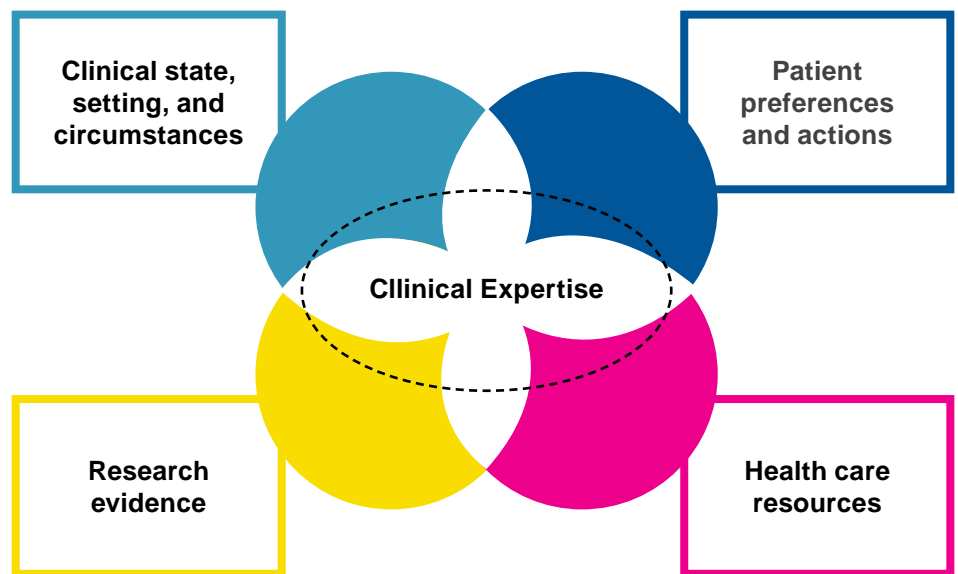 Clinical state,
setting, and
circumstances
Patient
preferences
and actions
Cllinical Expertise
Research
evidence
Health care
resources